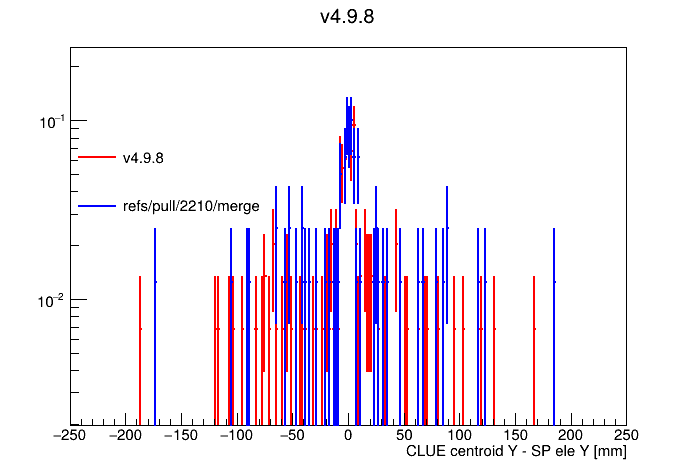 v4.9.8
10⁻¹
v4.9.8
refs/pull/2210/merge
10⁻²
−250 −200 −150 −100 −50 0 50 100 150 200 250
CLUE centroid Y - SP ele Y [mm]